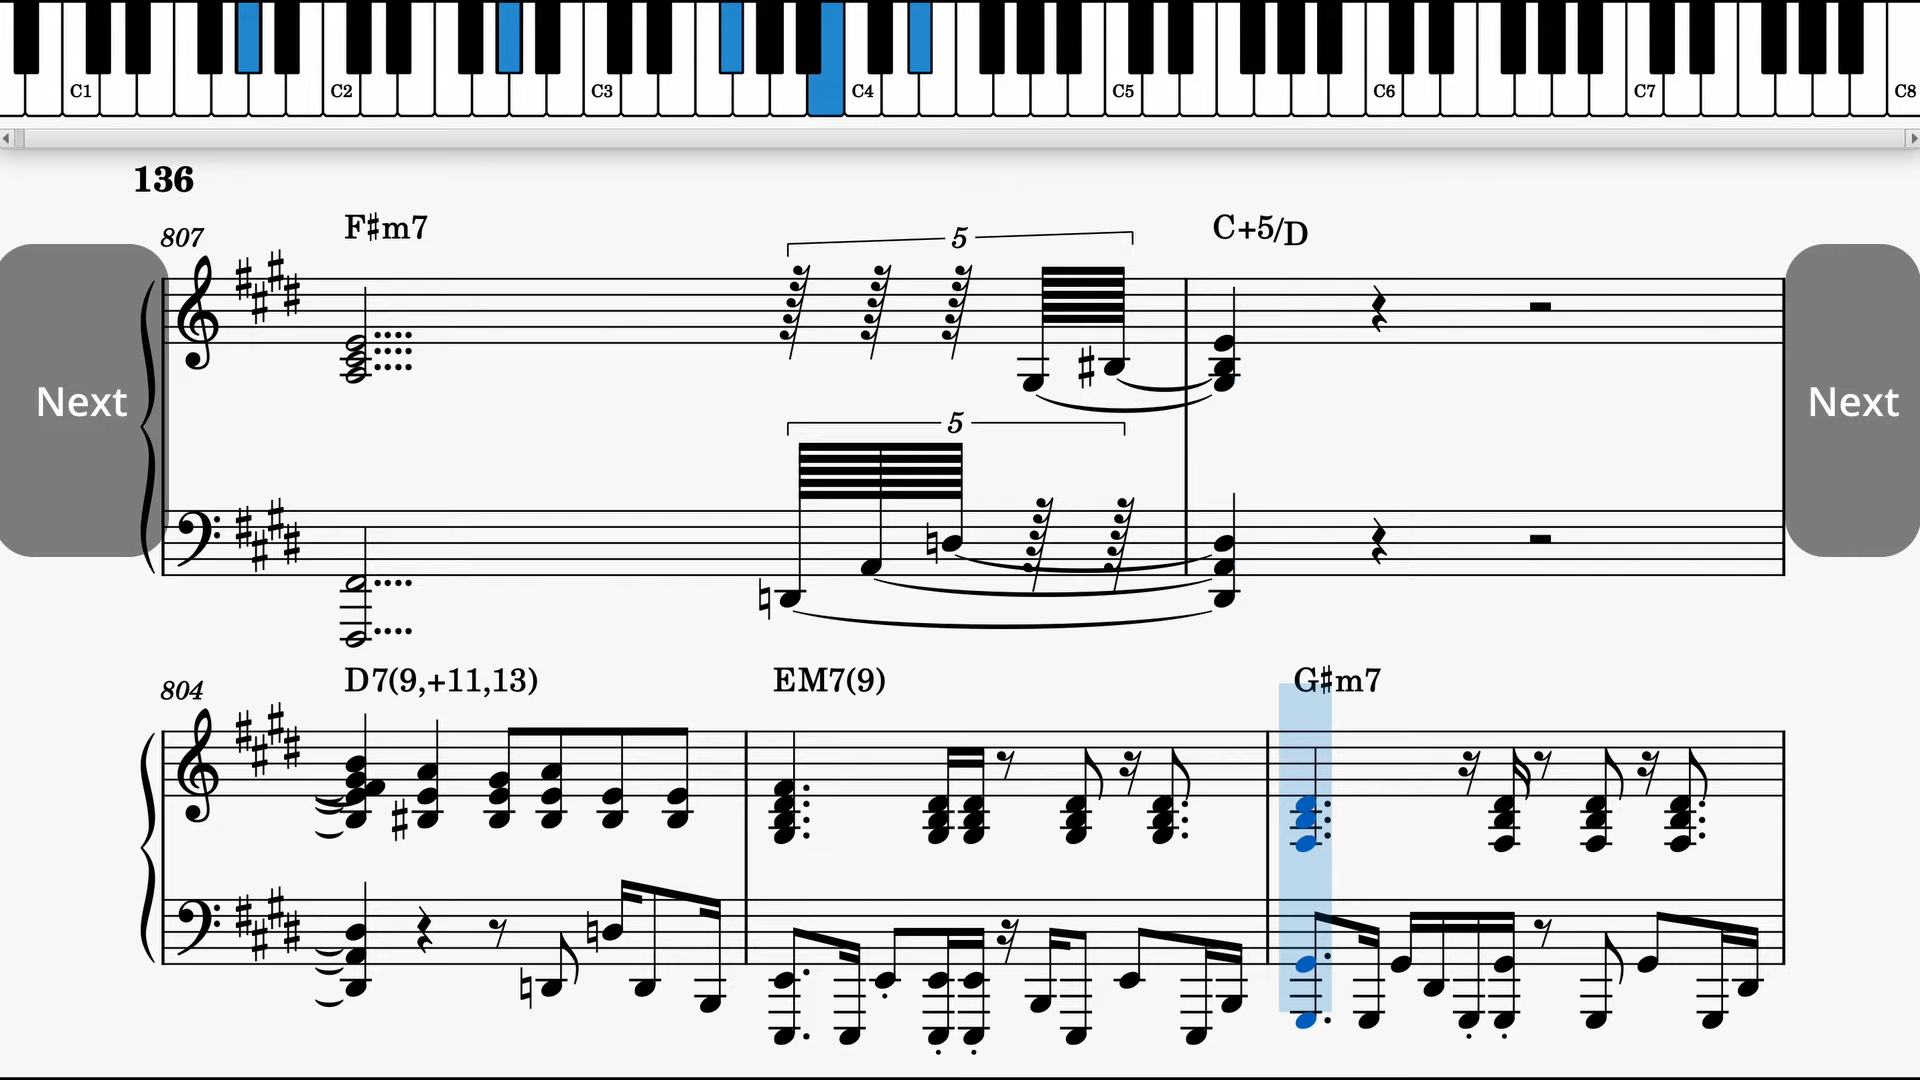 C1 C2 C3 C4 C5 C6 C7 C8
136
807 F♯m7 5 C+5/D
Next Next
5
804 D7(9,+11,13) EM7(9) G♯m7